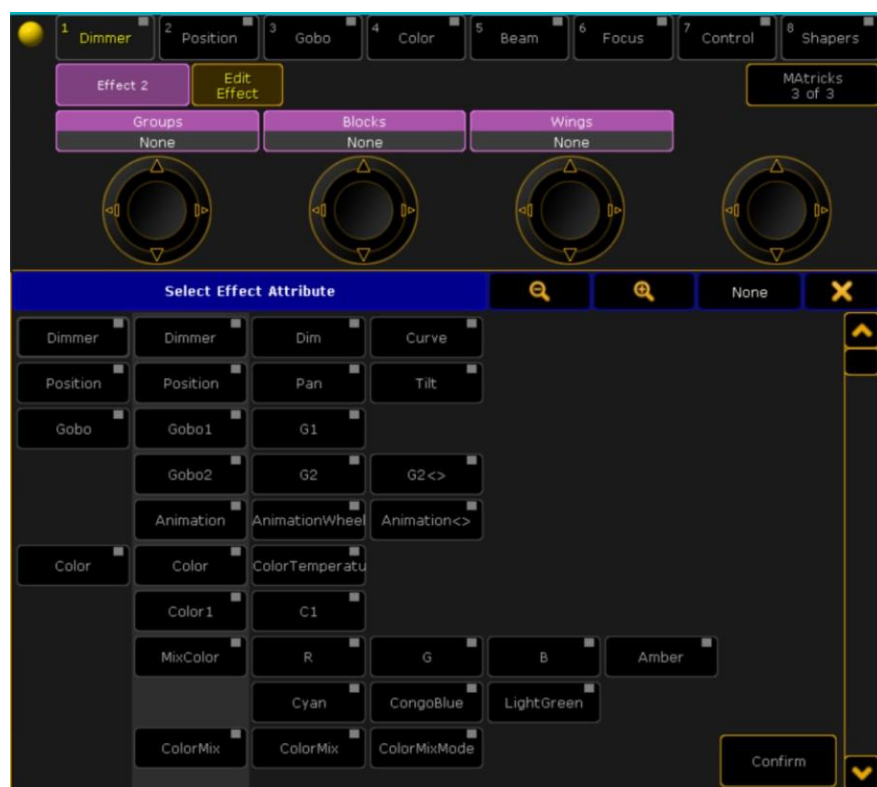 1 Dimmer 2 Position 3 Gobo 4 Color 5 Beam 6 Focus 7 Control 8 Shapers
Effect 2 Edit Effect MAtricks 3 of 3
Groups Blocks Wings
None None None
Select Effect Attribute None
Dimmer Dimmer Dim Curve
Position Position Pan Tilt
Gobo Gobo1 G1
Gobo2 G2 G2<>
Animation AnimationWheel Animation<>
Color Color ColorTemperatu
Color1 C1
MixColor R G B Amber
Cyan CongoBlue LightGreen
ColorMix ColorMix ColorMixMode
Confirm